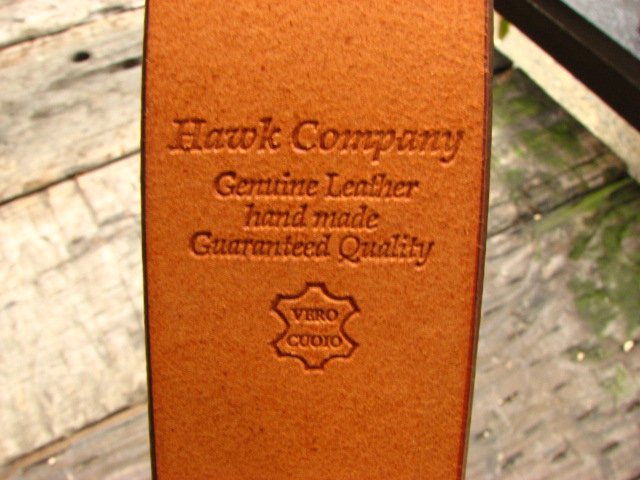 Hawk Company
Genuine Leather
hand made
Guaranteed Quality
VERO
CUOIO